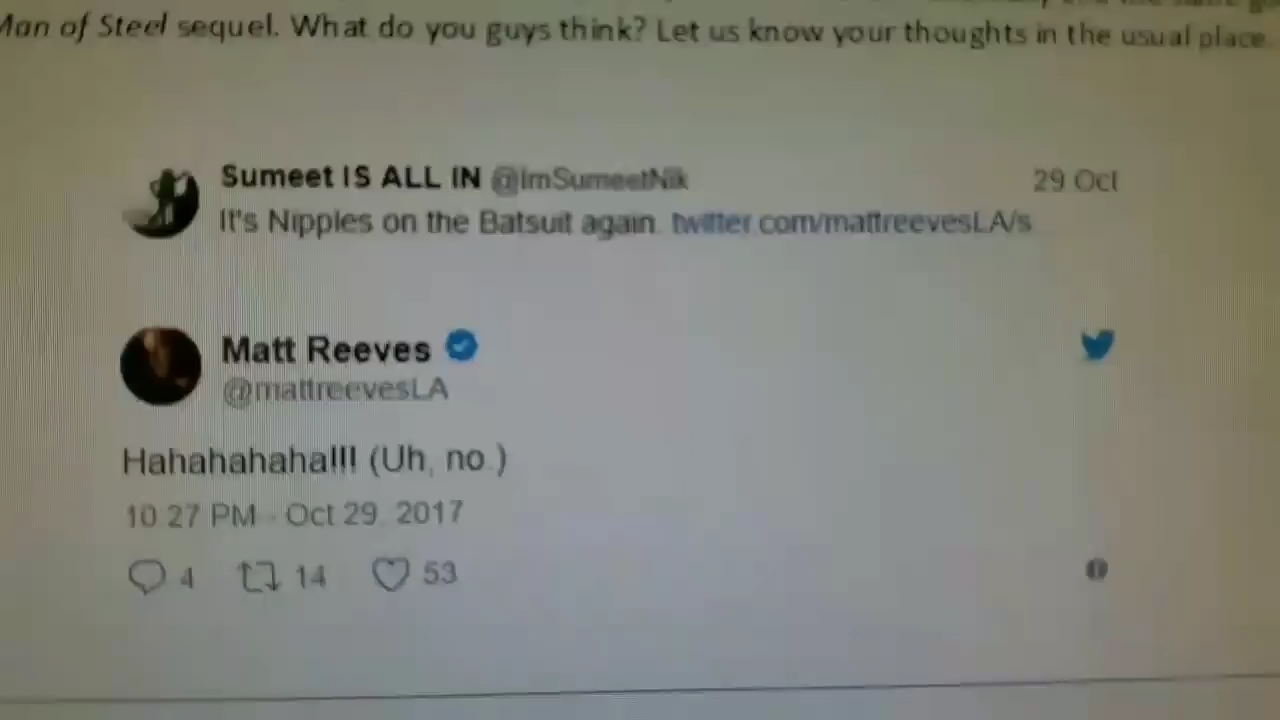 Man of Steel sequel. What do you guys think? Let us know your thoughts in the usual place.
Sumeet IS ALL IN @ImSumeetNik 29 Oct
It's Nipples on the Batsuit again. twitter.com/mattreevesLA/s
Matt Reeves
@mattreevesLA
Hahahahaha!!! (Uh, no.)
10:27 PM - Oct 29, 2017
4 14 53